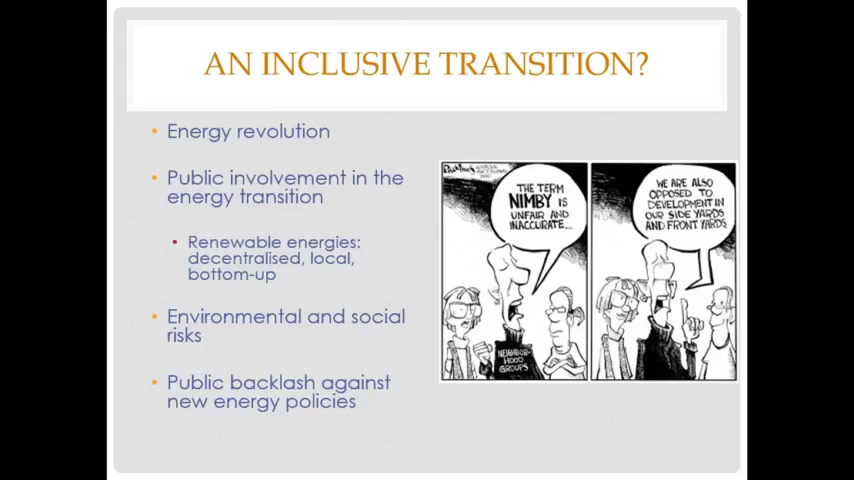 AN INCLUSIVE TRANSITION?
• Energy revolution
• Public involvement in the
energy transition
• Renewable energies:
decentralised, local,
bottom-up
• Environmental and social
risks
• Public backlash against
new energy policies
THE TERM
NIMBY IS
UNFAIR AND
INACCURATE...
NEIGHBOR-
HOOD
GROUPS
WE ARE ALSO
OPPOSED TO
DEVELOPMENT IN
OUR SIDE YARDS
AND FRONT YARDS.